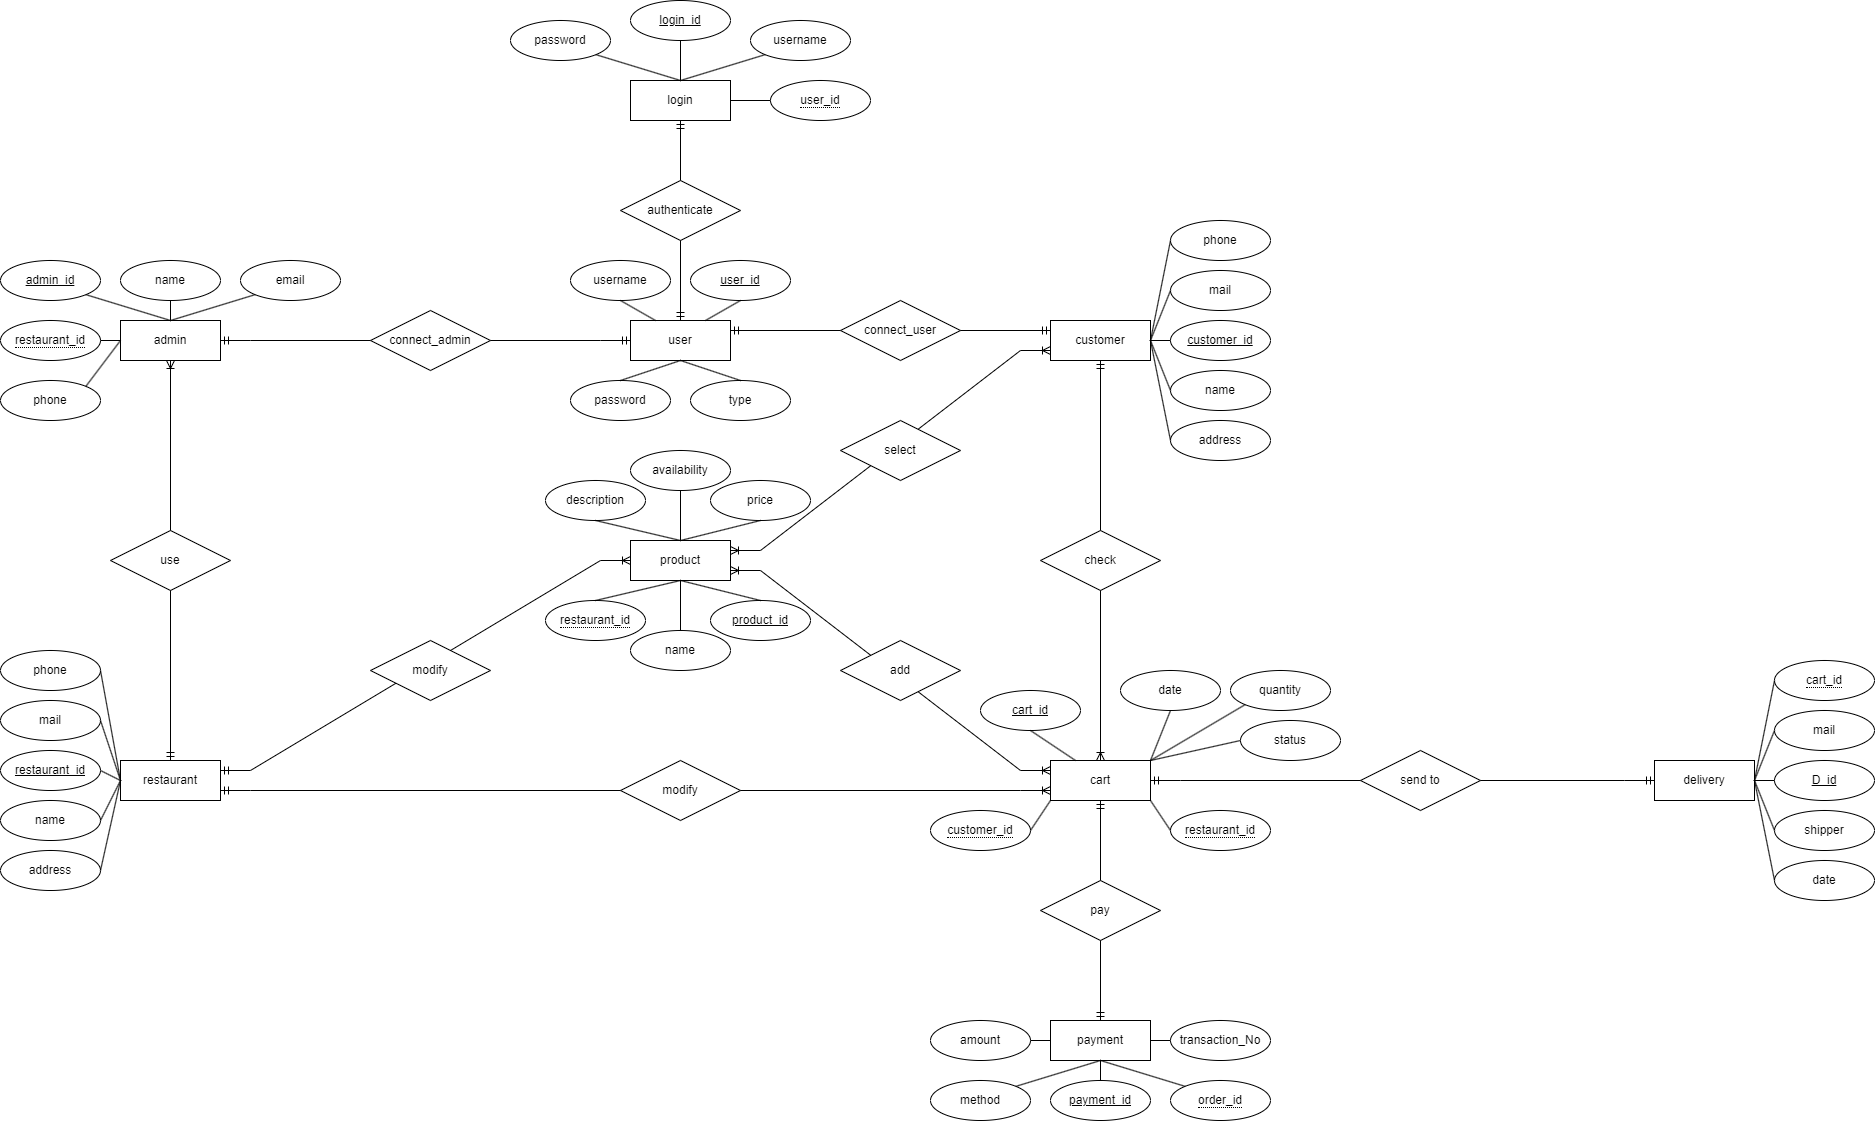 login_id
password
username
login
user_id
authenticate
phone
admin_id
name
email
username
user_id
mail
restaurant_id
admin
connect_admin
user
connect_user
customer
customer_id
phone
password
type
name
address
select
availability
description
price
use
product
check
restaurant_id
product_id
name
phone
modify
add
mail
cart_id
date
quantity
status
cart_id
mail
restaurant_id
restaurant
modify
cart
send to
delivery
D_id
name
customer_id
restaurant_id
shipper
address
date
pay
amount
payment
transaction_No
method
payment_id
order_id